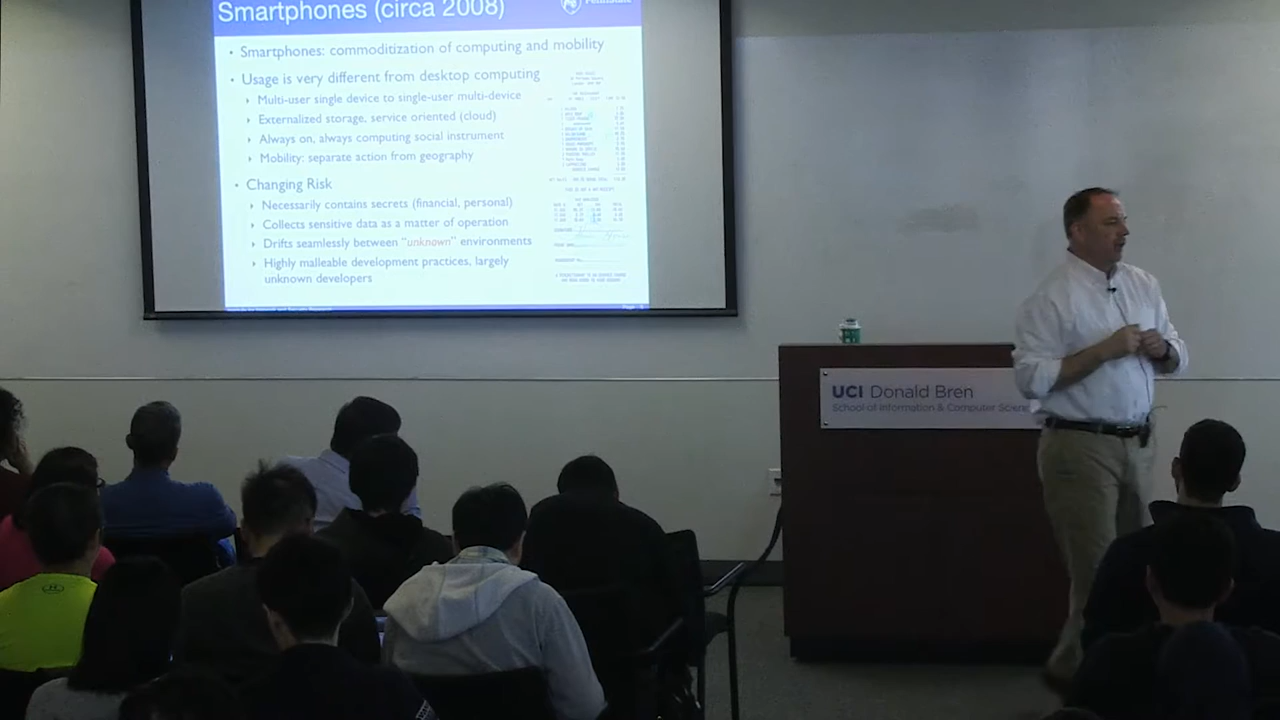 Smartphones (circa 2008)
PennState
• Smartphones: commoditization of computing and mobility
• Usage is very different from desktop computing
‣ Multi-user single device to single-user multi-device
‣ Externalized storage, service oriented (cloud)
‣ Always on, always computing social instrument
‣ Mobility: separate action from geography
• Changing Risk
‣ Necessarily contains secrets (financial, personal)
‣ Collects sensitive data as a matter of operation
‣ Drifts seamlessly between "unknown" environments
‣ Highly malleable development practices, largely
unknown developers
Page
UCI Donald Bren
School of Information & Computer Scienc